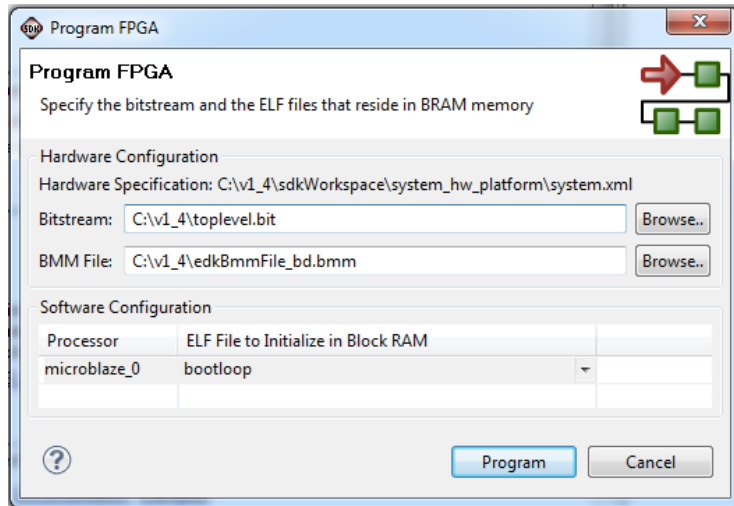 SDK Program FPGA
Program FPGA
Specify the bitstream and the ELF files that reside in BRAM memory
Hardware Configuration
Hardware Specification: C:\v1_4\sdkWorkspace\system_hw_platform\system.xml
Bitstream: C:\v1_4\toplevel.bit Browse..
BMM File: C:\v1_4\edkBmmFile_bd.bmm Browse..
Software Configuration
Processor ELF File to Initialize in Block RAM
microblaze_0 bootloop
? Program Cancel